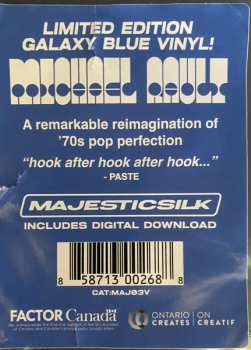 LIMITED EDITION
GALAXY BLUE VINYL!
MICHAEL RAULT
A remarkable reimagination of
'70s pop perfection
"hook after hook after hook..."
- PASTE
MAJESTICSILK
INCLUDES DIGITAL DOWNLOAD
8 58713 00268 8
CAT:MAJ03V
FACTOR Canada
ONTARIO | ON
CREATES | CREATIF